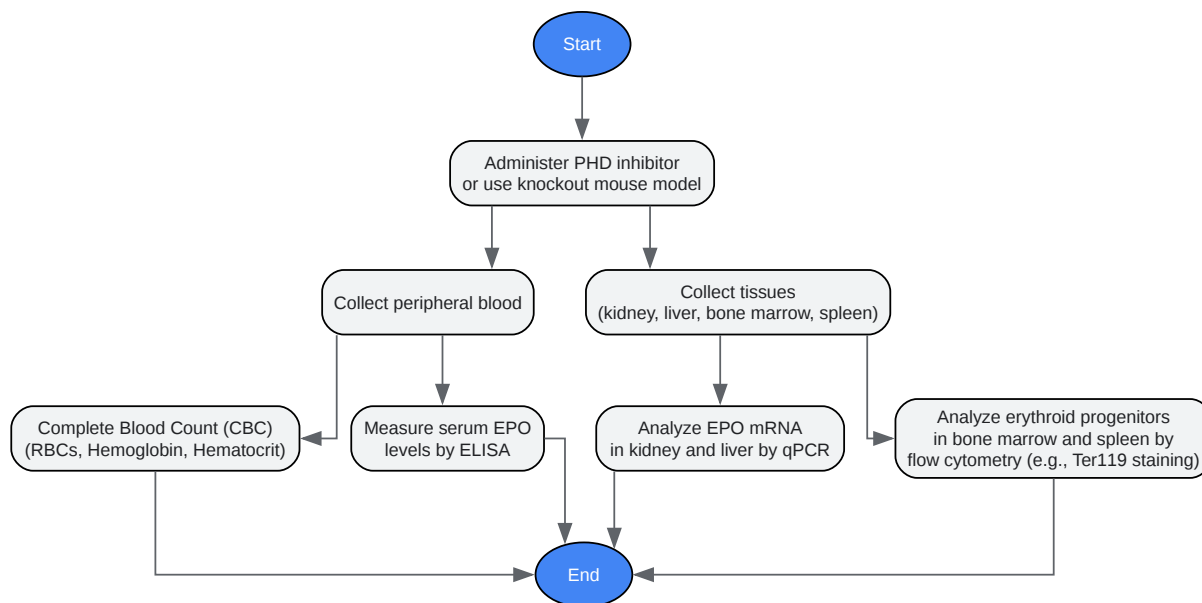 Start
Administer PHD inhibitor
or use knockout mouse model
Collect peripheral blood
Collect tissues
(kidney, liver, bone marrow, spleen)
Complete Blood Count (CBC)
(RBCs, Hemoglobin, Hematocrit)
Measure serum EPO
levels by ELISA
Analyze EPO mRNA
in kidney and liver by qPCR
Analyze erythroid progenitors
in bone marrow and spleen by
flow cytometry (e.g., Ter119 staining)
End